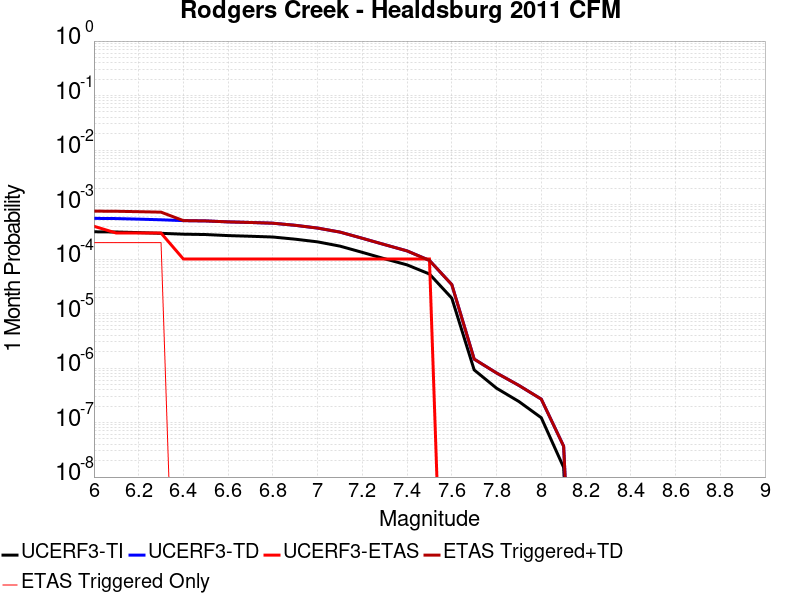 Rodgers Creek - Healdsburg 2011 CFM
10^0
10^-1
10^-2
10^-3
10^-4
10^-5
10^-6
10^-7
10^-8
1 Month Probability
6 6.2 6.4 6.6 6.8 7 7.2 7.4 7.6 7.8 8 8.2 8.4 8.6 8.8 9
Magnitude
UCERF3-TI UCERF3-TD UCERF3-ETAS ETAS Triggered+TD
ETAS Triggered Only